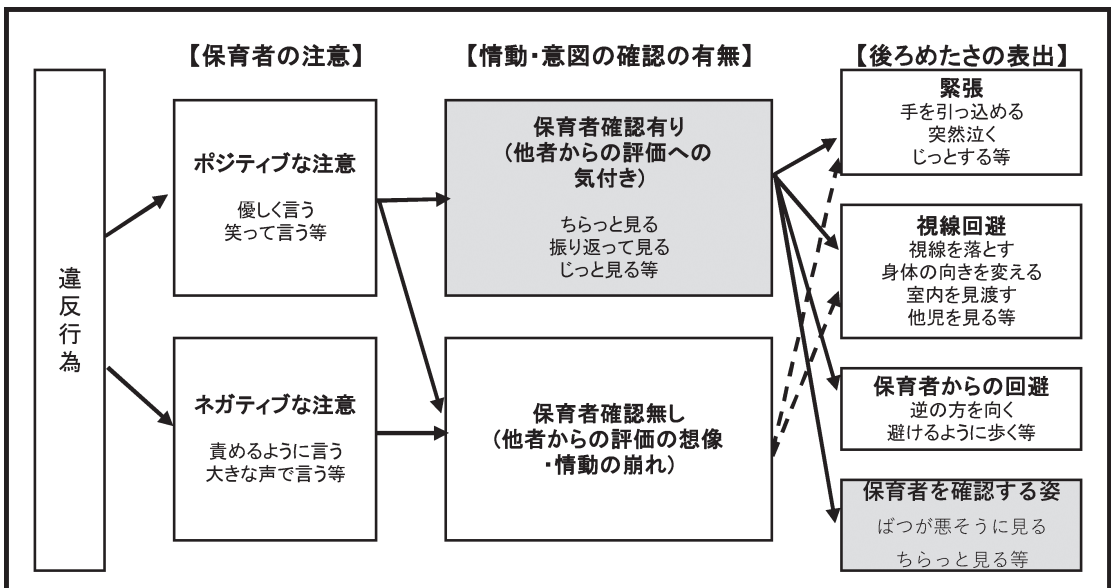 【保育者の注意】
【情動・意図の確認の有無】
【後ろめたさの表出】
違反行為
ポジティブな注意
優しく言う
笑って言う等
ネガティブな注意
責めるように言う
大きな声で言う等
保育者確認有り
(他者からの評価への
気付き)
ちらっと見る
振り返って見る
じっと見る等
保育者確認無し
(他者からの評価の想像
・情動の崩れ)
緊張
手を引っ込める
突然泣く
じっとする等
視線回避
視線を落とす
身体の向きを変える
室内を見渡す
他児を見る等
保育者からの回避
逆の方を向く
避けるように歩く等
保育者を確認する姿
ばつが悪そうに見る
ちらっと見る等